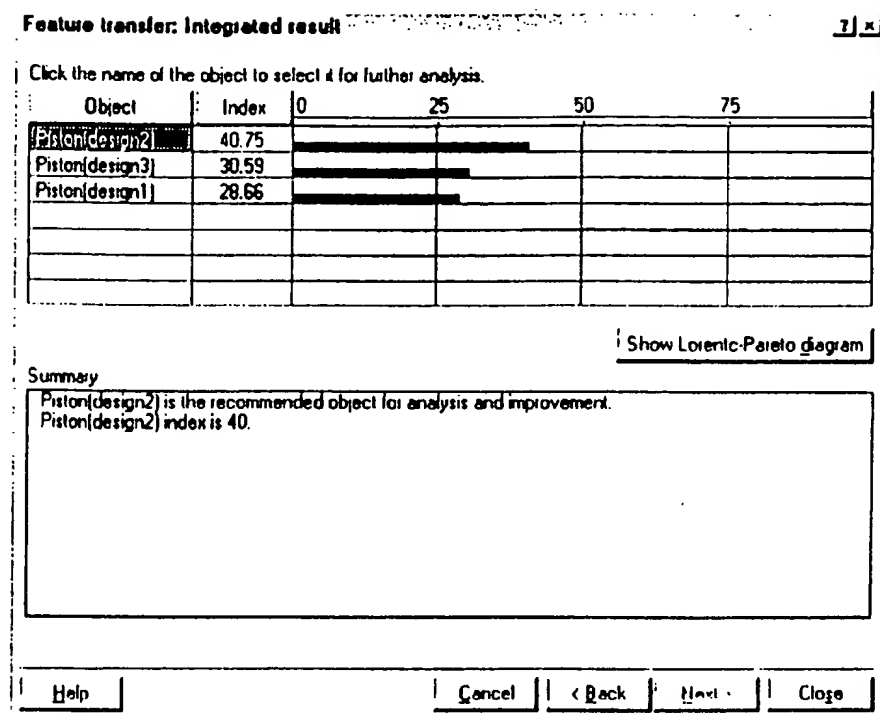 Feature transfer: Integrated result ? ×
Click the name of the object to select it for further analysis.
Object Index 0 25 50 75
Piston(design2) 40.75
Piston(design3) 30.59
Piston(design1) 28.66
Show Lorentc-Pareto diagram
Summary
Piston(design2) is the recommended object for analysis and improvement.
Piston(design2) index is 40.
Help Cancel < Back Next > Close